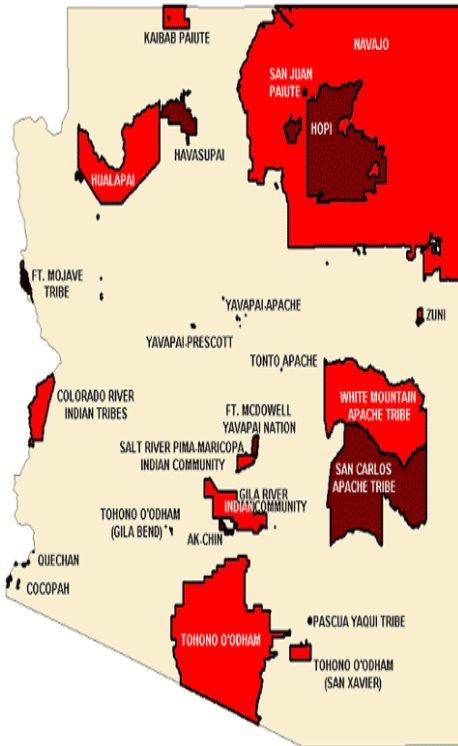 KAIBAB PAIUTE
NAVAJO
SAN JUAN
PAIUTE
HOPI
HAVASUPAI
HUALAPAI
FT. MOJAVE
TRIBE
YAVAPAI-APACHE
ZUNI
YAVAPAI-PRESCOTT
TONTO APACHE
COLORADO RIVER
INDIAN TRIBES
WHITE MOUNTAIN
APACHE TRIBE
FT. MCDOWELL
YAVAPAI NATION
SALT RIVER PIMA-MARICOPA
INDIAN COMMUNITY
SAN CARLOS
APACHE TRIBE
GILA RIVER
INDIAN COMMUNITY
TOHONO O'ODHAM
(GILA BEND)
AK-CHIN
QUECHAN
COCOPAH
PASCUA YAQUI TRIBE
TOHONO O'ODHAM
TOHONO O'ODHAM
(SAN XAVIER)